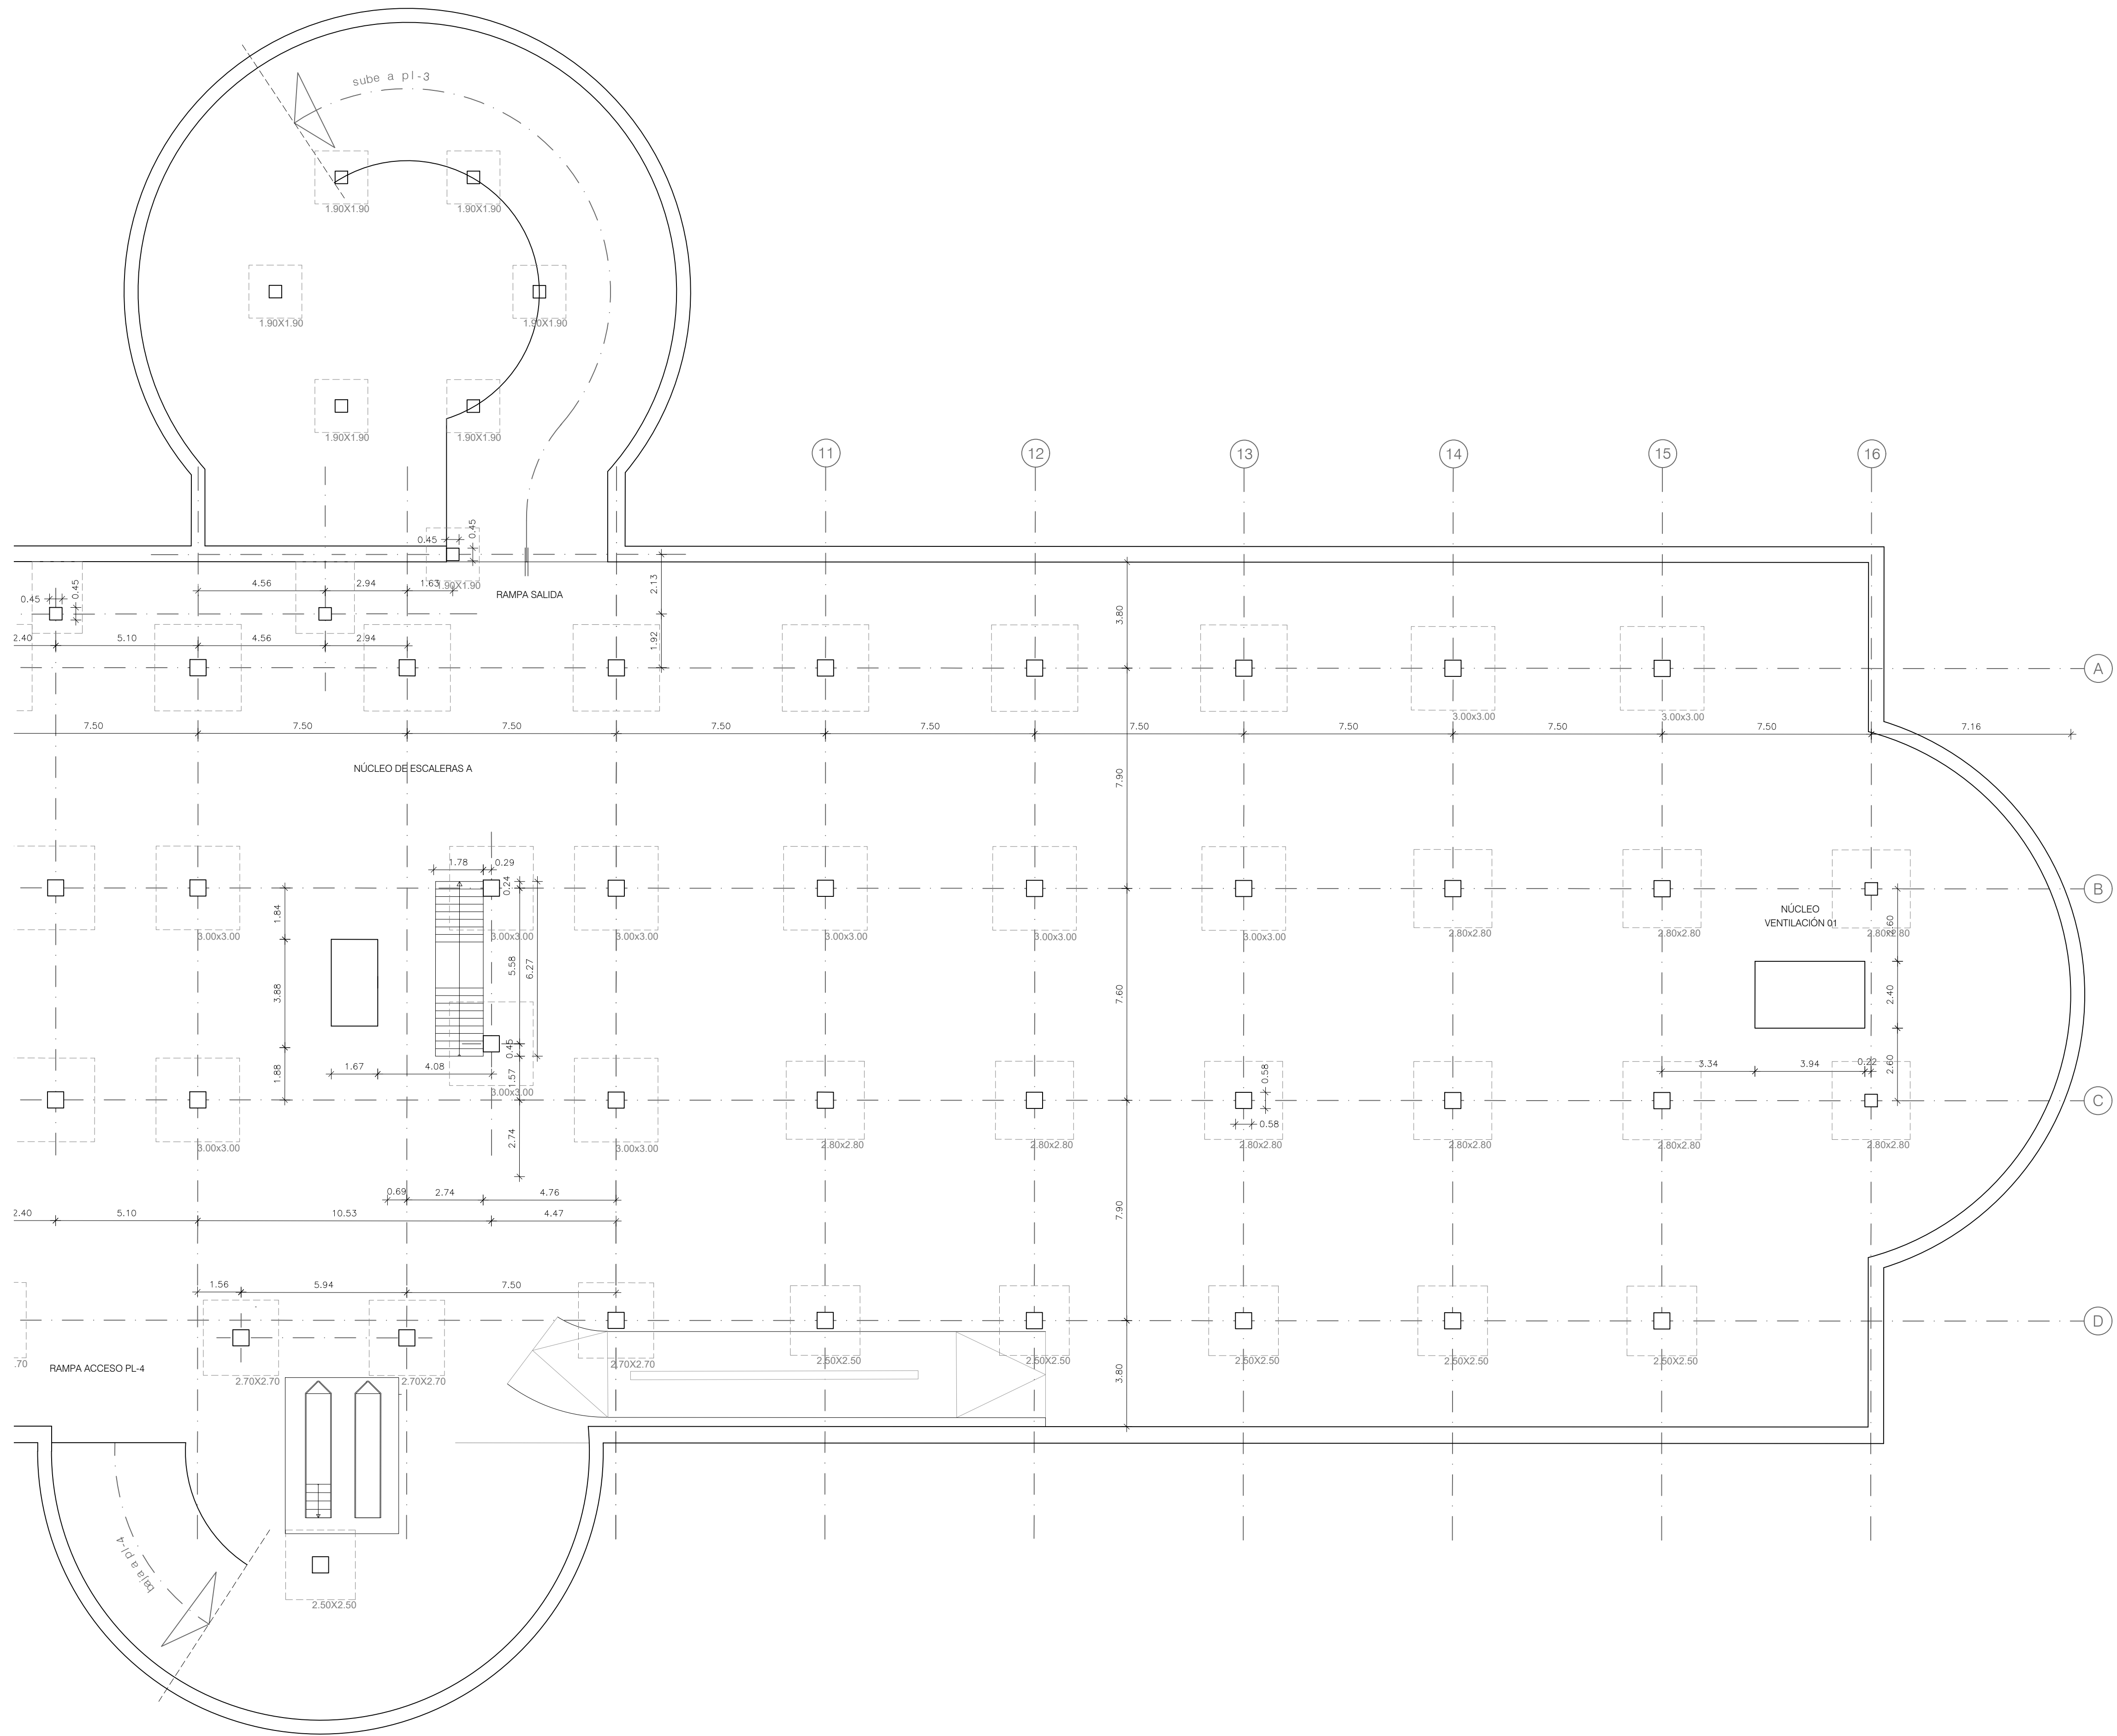 sube a pl-3
1.90X1.90
1.90X1.90
1.90X1.90
1.90X1.90
1.90X1.90
1.90X1.90
11
12
13
14
15
16
0.45
0.45
1.90X1.90
4.56
2.94
1.63
RAMPA SALIDA
2.13
3.80
0.45
0.45
2.40
5.10
4.56
2.94
1.92
A
3.00x3.00
3.00x3.00
7.50
7.50
7.50
7.50
7.50
7.50
7.50
7.50
7.50
7.16
NÚCLEO DE ESCALERAS A
7.90
1.78
0.29
0.24
B
1.84
NÚCLEO
VENTILACIÓN 01
2.60
3.00x3.00
3.00x3.00
3.00x3.00
3.00x3.00
3.00x3.00
3.00x3.00
2.80x2.80
2.80x2.80
2.80x2.80
5.58
6.27
3.88
7.60
2.40
0.45
1.67
4.08
1.57
1.88
3.34
3.94
0.22
2.60
3.00x3.00
0.58
0.58
C
2.74
3.00x3.00
3.00x3.00
2.80x2.80
2.80x2.80
2.80x2.80
2.80x2.80
2.80x2.80
2.80x2.80
0.69
2.74
4.76
2.40
5.10
10.53
4.47
7.90
1.56
5.94
7.50
D
.70
RAMPA ACCESO PL-4
2.70X2.70
2.70X2.70
2.70X2.70
2.50X2.50
2.50X2.50
2.50X2.50
2.50X2.50
2.50X2.50
3.80
baja a pl-4
2.50X2.50